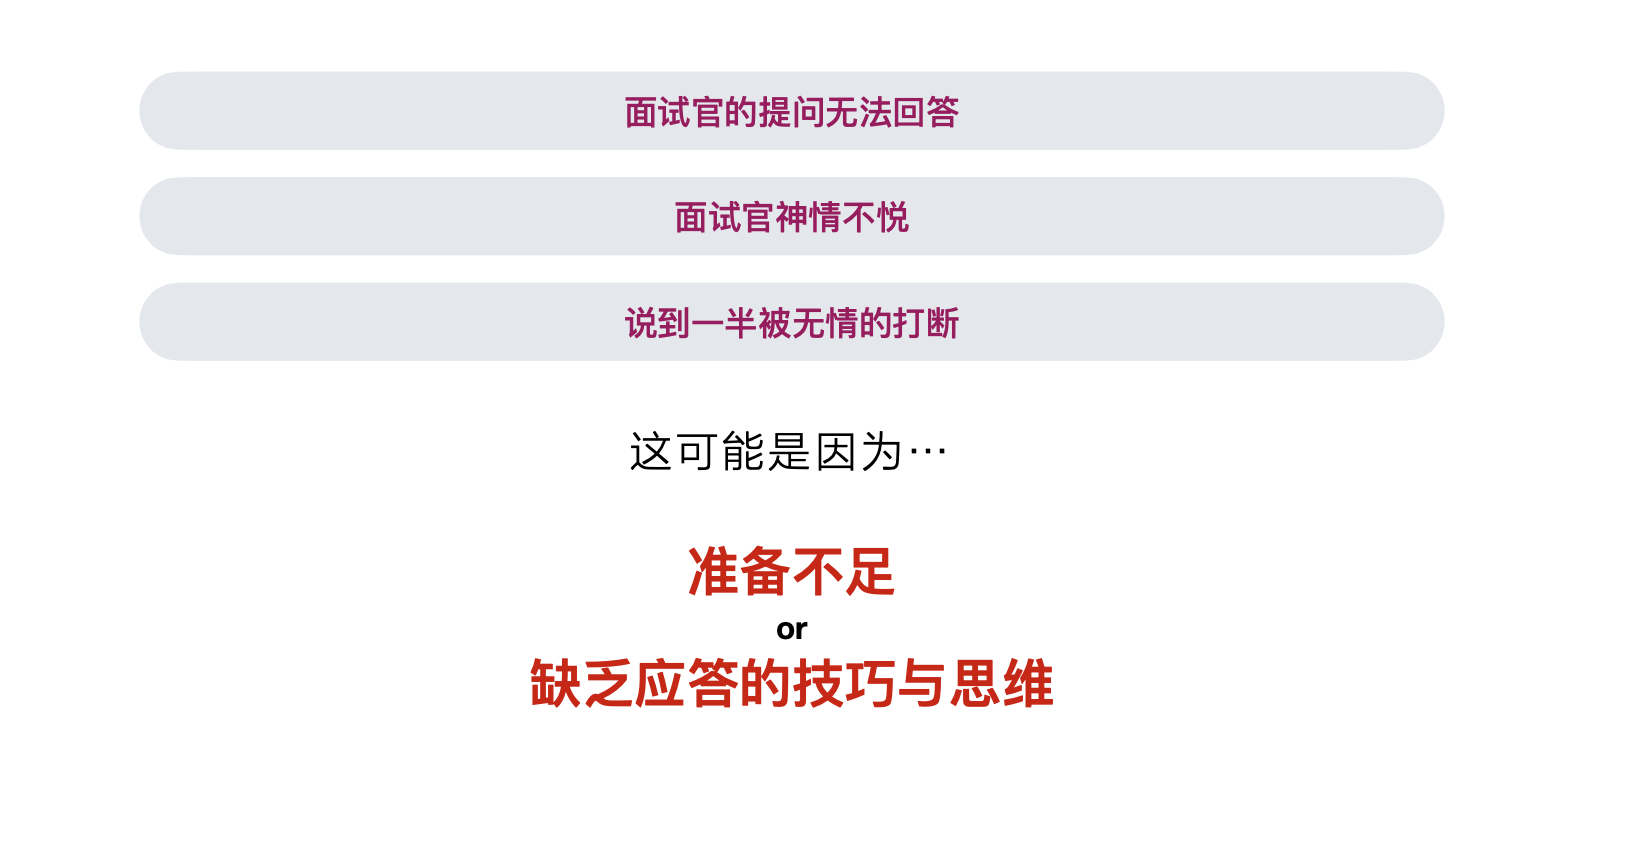 面试官的提问无法回答
面试官神情不悦
说到一半被无情的打断
这可能是因为…
准备不足
or
缺乏应答的技巧与思维